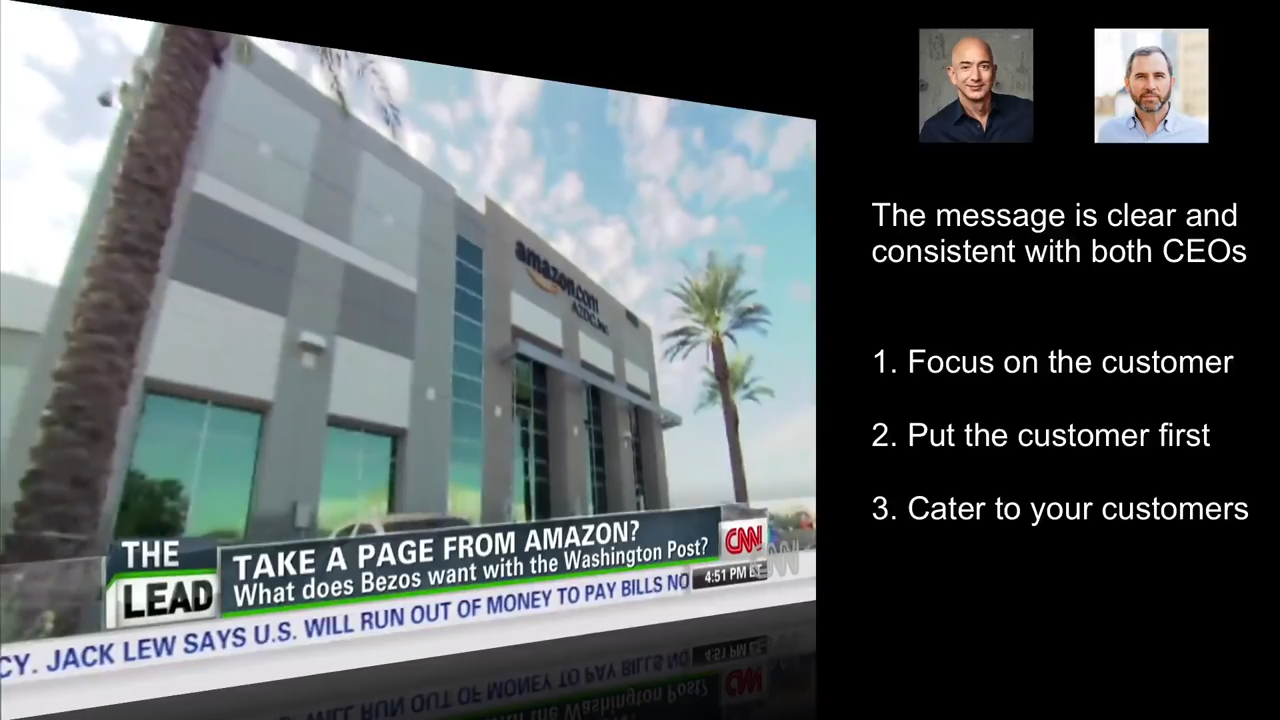 amazon.com
AZDC, Inc.
THE
LEAD
TAKE A PAGE FROM AMAZON?
What does Bezos want with the Washington Post?
CNN
CNN
4:51 PM ET
CY. JACK LEW SAYS U.S. WILL RUN OUT OF MONEY TO PAY BILLS NO
The message is clear and
consistent with both CEOs
1. Focus on the customer
2. Put the customer first
3. Cater to your customers